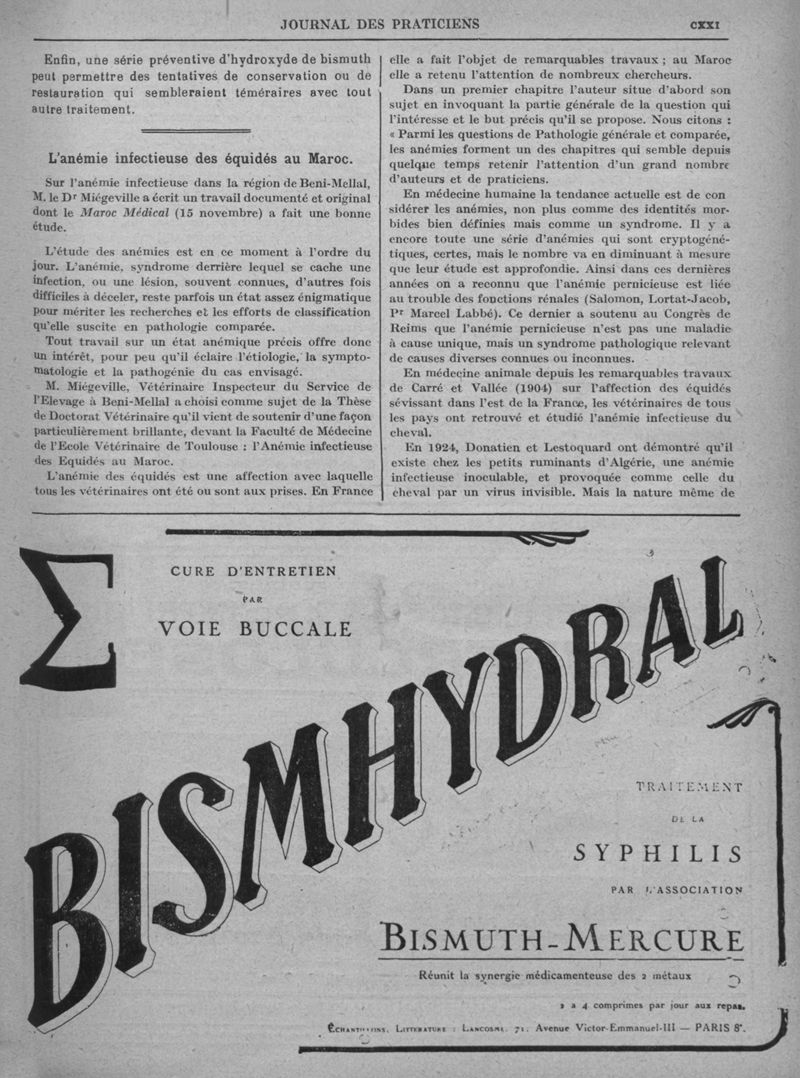 JOURNAL DES PRATICIENS
CXXI
Enfin, une série préventive d'hydroxyde de bismuth
peut permettre des tentatives de conservation ou de
restauration qui sembleraient téméraires avec tout
autre traitement.
L'anémie infectieuse des équidés au Maroc.
Sur l'anémie infectieuse dans la région de Beni-Mellal,
M. le Dr Miégeville a écrit un travail documenté et original
dont le Maroc Médical (15 novembre) a fait une bonne
étude.
L'étude des anémies est en ce moment à l'ordre du
jour. L'anémie, syndrome derrière lequel se cache une
infection, ou une lésion, souvent connues, d'autres fois
difficiles à déceler, reste parfois un état assez énigmatique
pour mériter les recherches et les efforts de classification
qu'elle suscite en pathologie comparée.
Tout travail sur un état anémique précis offre donc
un intérêt, pour peu qu'il éclaire l'étiologie, la sympto-
matologie et la pathogénie du cas envisagé.
M. Miégeville, Vétérinaire Inspecteur du Service de
l'Elevage à Beni-Mellal a choisi comme sujet de la Thèse
de Doctorat Vétérinaire qu'il vient de soutenir d'une façon
particulièrement brillante, devant la Faculté de Médecine
de l'Ecole Vétérinaire de Toulouse : l'Anémie infectieuse
des Equidés au Maroc.
L'anémie des équidés est une affection avec laquelle
tous les vétérinaires ont été ou sont aux prises. En France
elle a fait l'objet de remarquables travaux ; au Maroc
elle a retenu l'attention de nombreux chercheurs.
Dans un premier chapitre l'auteur situe d'abord son
sujet en invoquant la partie générale de la question qui
l'intéresse et le but précis qu'il se propose. Nous citons :
« Parmi les questions de Pathologie générale et comparée,
les anémies forment un des chapitres qui semble depuis
quelque temps retenir l'attention d'un grand nombre
d'auteurs et de praticiens.
En médecine humaine la tendance actuelle est de con
sidérer les anémies, non plus comme des identités mor-
bides bien définies mais comme un syndrome. Il y a
encore toute une série d'anémies qui sont cryptogéné-
tiques, certes, mais le nombre va en diminuant à mesure
que leur étude est approfondie. Ainsi dans ces dernières
années on a reconnu que l'anémie pernicieuse est liée
au trouble des fonctions rénales (Salomon, Lortat-Jacob,
Pr Marcel Labbé). Ce dernier a soutenu au Congrès de
Reims que l'anémie pernicieuse n'est pas une maladie
à cause unique, mais un syndrome pathologique relevant
de causes diverses connues ou inconnues.
En médecine animale depuis les remarquables travaux
de Carré et Vallée (1904) sur l'affection des équidés
sévissant dans l'est de la France, les vétérinaires de tous
les pays ont retrouvé et étudié l'anémie infectieuse du
cheval.
En 1924, Donatien et Lestoquard ont démontré qu'il
existe chez les petits ruminants d'Algérie, une anémie
infectieuse inoculable, et provoquée comme celle du
cheval par un virus invisible. Mais la nature même de
Σ
CURE D'ENTRETIEN
PAR
VOIE BUCCALE
BISMHYDRAL
TRAITEMENT
DE LA
SYPHILIS
PAR L'ASSOCIATION
BISMUTH-MERCURE
Réunit la synergie médicamenteuse des 2 métaux
2 à 4 comprimés par jour aux repas.
ÉCHANTILLONS, LITTÉRATURE : LANCOSME, 71, Avenue Victor-Emmanuel-III — PARIS 8e.